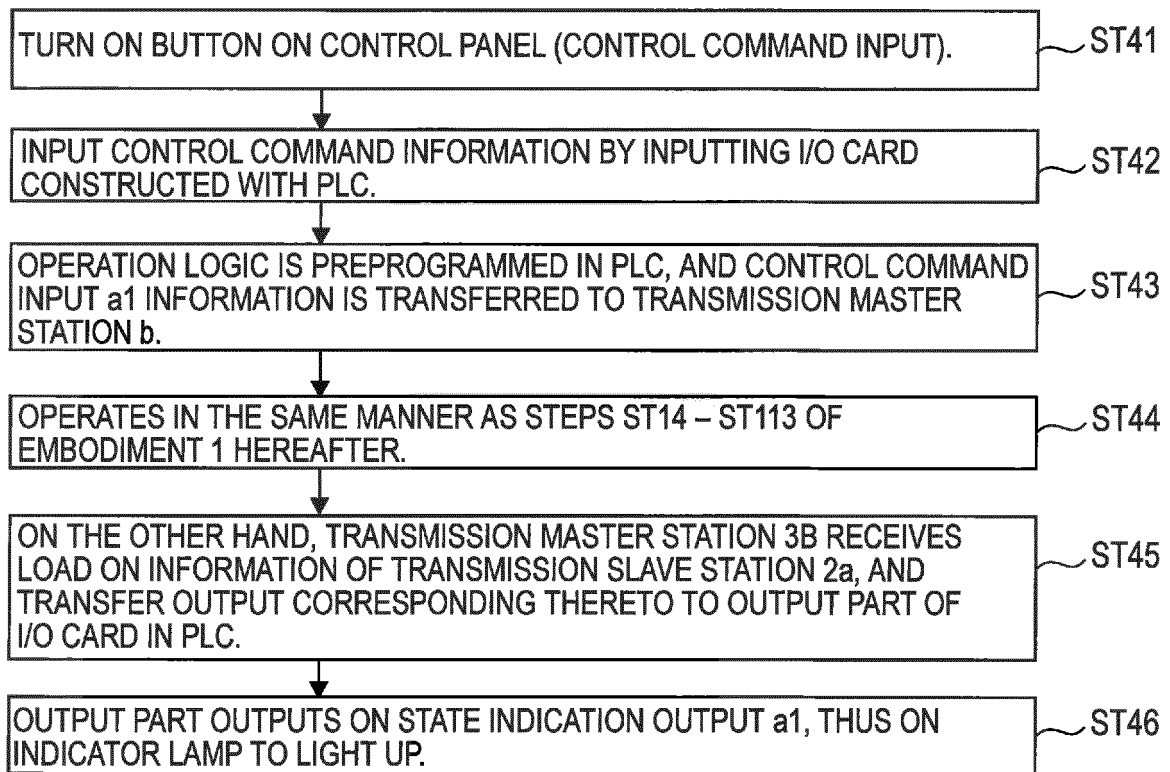 TURN ON BUTTON ON CONTROL PANEL (CONTROL COMMAND INPUT).
ST41
INPUT CONTROL COMMAND INFORMATION BY INPUTTING I/O CARD
CONSTRUCTED WITH PLC.
ST42
OPERATION LOGIC IS PREPROGRAMMED IN PLC, AND CONTROL COMMAND
INPUT a1 INFORMATION IS TRANSFERRED TO TRANSMISSION MASTER
STATION b.
ST43
OPERATES IN THE SAME MANNER AS STEPS ST14 – ST113 OF
EMBODIMENT 1 HEREAFTER.
ST44
ON THE OTHER HAND, TRANSMISSION MASTER STATION 3B RECEIVES
LOAD ON INFORMATION OF TRANSMISSION SLAVE STATION 2a, AND
TRANSFER OUTPUT CORRESPONDING THERETO TO OUTPUT PART OF
I/O CARD IN PLC.
ST45
OUTPUT PART OUTPUTS ON STATE INDICATION OUTPUT a1, THUS ON
INDICATOR LAMP TO LIGHT UP.
ST46